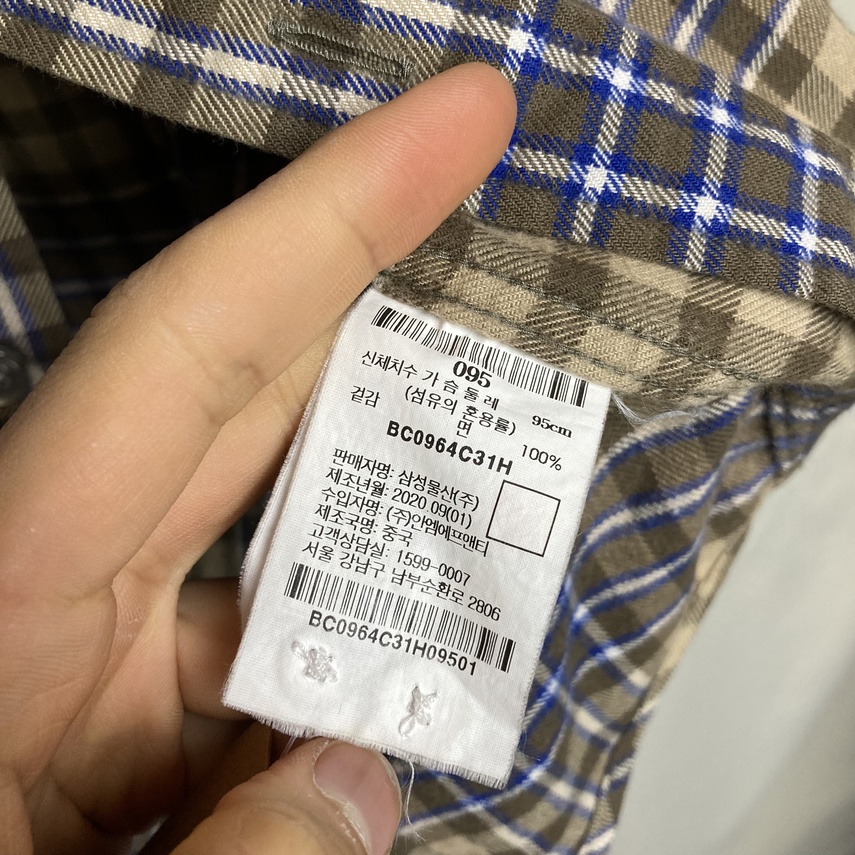 095
신체치수 가 슴 둘 레 95cm
(섬유의 혼용률)
겉감 면 100%
BC0964C31H
판매자명: 삼성물산(주)
제조년월: 2020 09(01)
수입자명: (주)안엠에프앤티
제조국명: 중국
고객상담실: 1599-0007
서울 강남구 남부순환로 2806
BC0964C31H09501